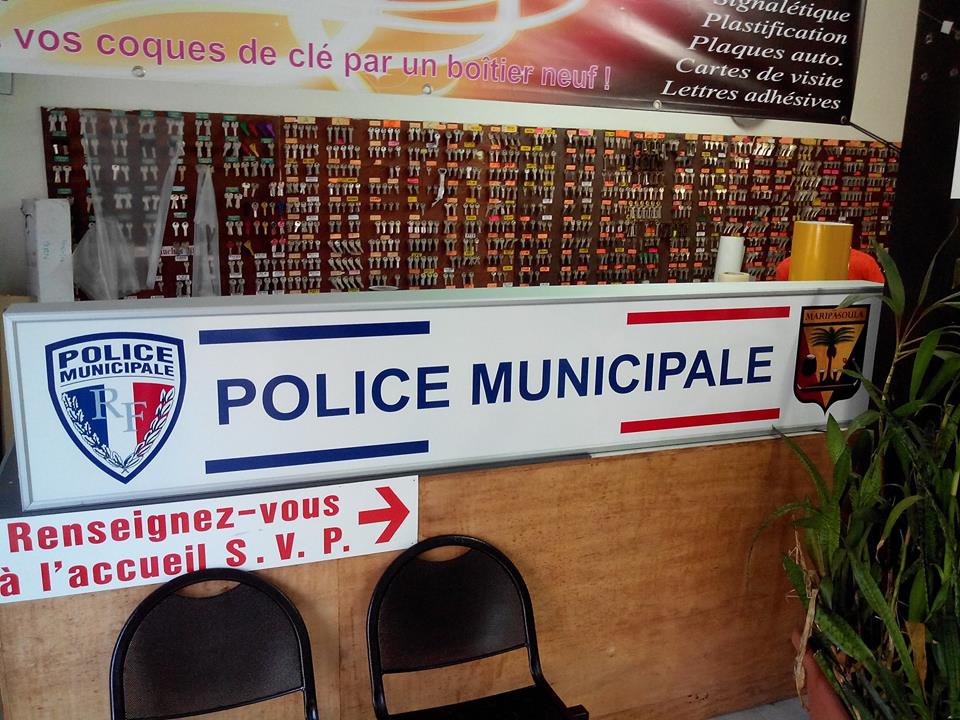 Signalétique
Plastification
Plaques auto.
Cartes de visite
Lettres adhésives
vos coques de clé par un boîtier neuf !
POLICE
MUNICIPALE
RF
POLICE MUNICIPALE
MARIPASOULA
Renseignez-vous
à l'accueil S.V.P.